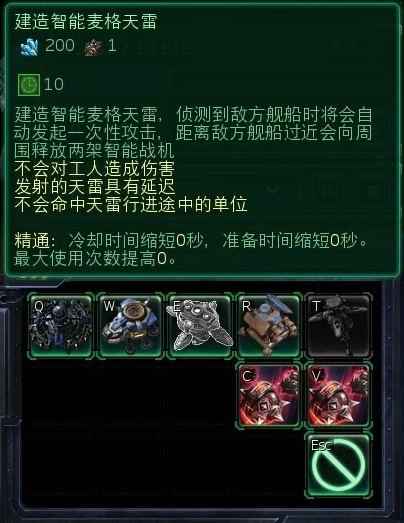 建造智能麦格天雷
200 1
10
建造智能麦格天雷，侦测到敌方舰船时将会自
动发起一次性攻击，距离敌方舰船过近会向周
围释放两架智能战机
不会对工人造成伤害
发射的天雷具有延迟
不会命中天雷行进途中的单位
精通：冷却时间缩短0秒，准备时间缩短0秒。
最大使用次数提高0。
Q W E R T
C V
Esc